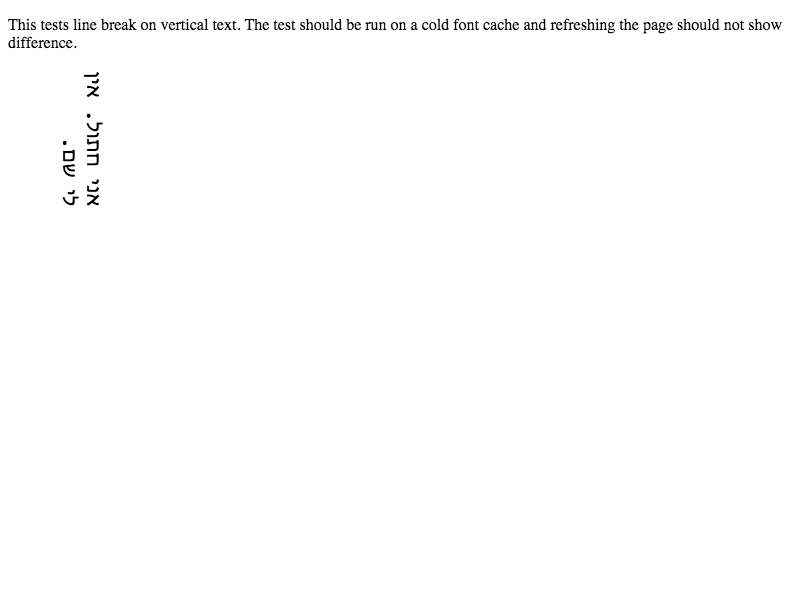 This tests line break on vertical text. The test should be run on a cold font cache and refreshing the page should not show
difference.
אני חתול. אין
לי שם.